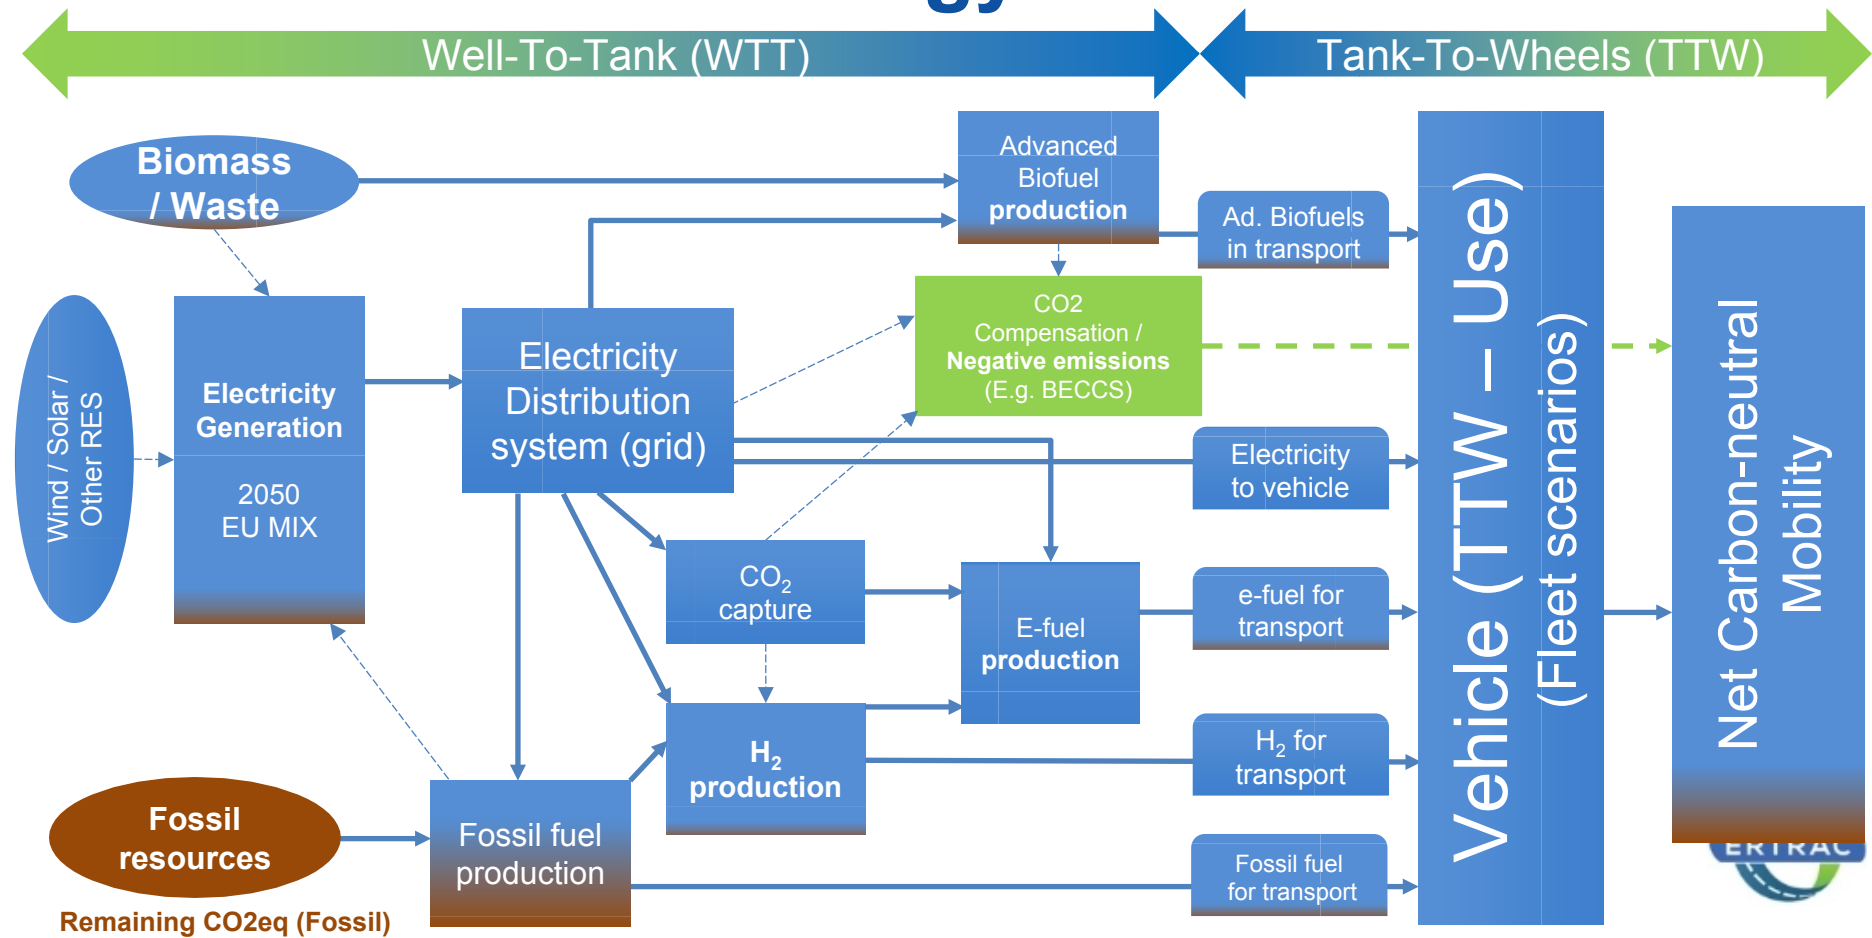 Well-To-Tank (WTT)
Tank-To-Wheels (TTW)
Biomass
/ Waste
Advanced
Biofuel
production
Ad. Biofuels
in transport
Wind / Solar /
Other RES
Electricity
Generation
2050
EU MIX
Electricity
Distribution
system (grid)
CO2
Compensation /
Negative emissions
(E.g. BECCS)
Electricity
to vehicle
CO2
capture
E-fuel
production
e-fuel for
transport
H2
production
H2 for
transport
Fossil
resources
Fossil fuel
production
Fossil fuel
for transport
Remaining CO2eq (Fossil)
Vehicle (TTW – Use)
(Fleet scenarios)
Net Carbon-neutral
Mobility
ERTRAC